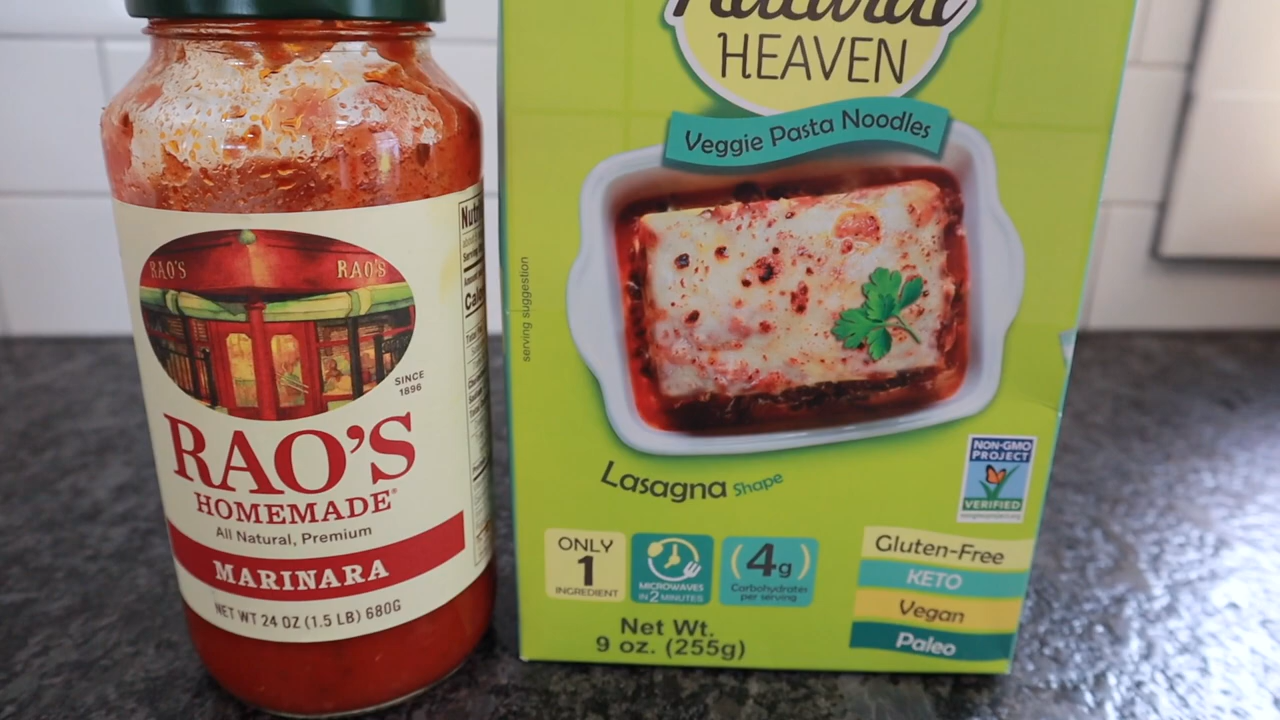 RAO'S RAO'S
SINCE
1896
RAO'S
HOMEMADE®
All Natural, Premium
MARINARA
NET WT 24 OZ (1.5 LB) 680G
Natural
HEAVEN
Veggie Pasta Noodles
serving suggestion
Lasagna Shape
NON-GMO
PROJECT
VERIFIED
ONLY
1
INGREDIENT
MICROWAVES
IN 2 MINUTES
(4g)
Carbohydrates
per serving
Gluten-Free
KETO
Vegan
Paleo
Net Wt.
9 oz. (255g)